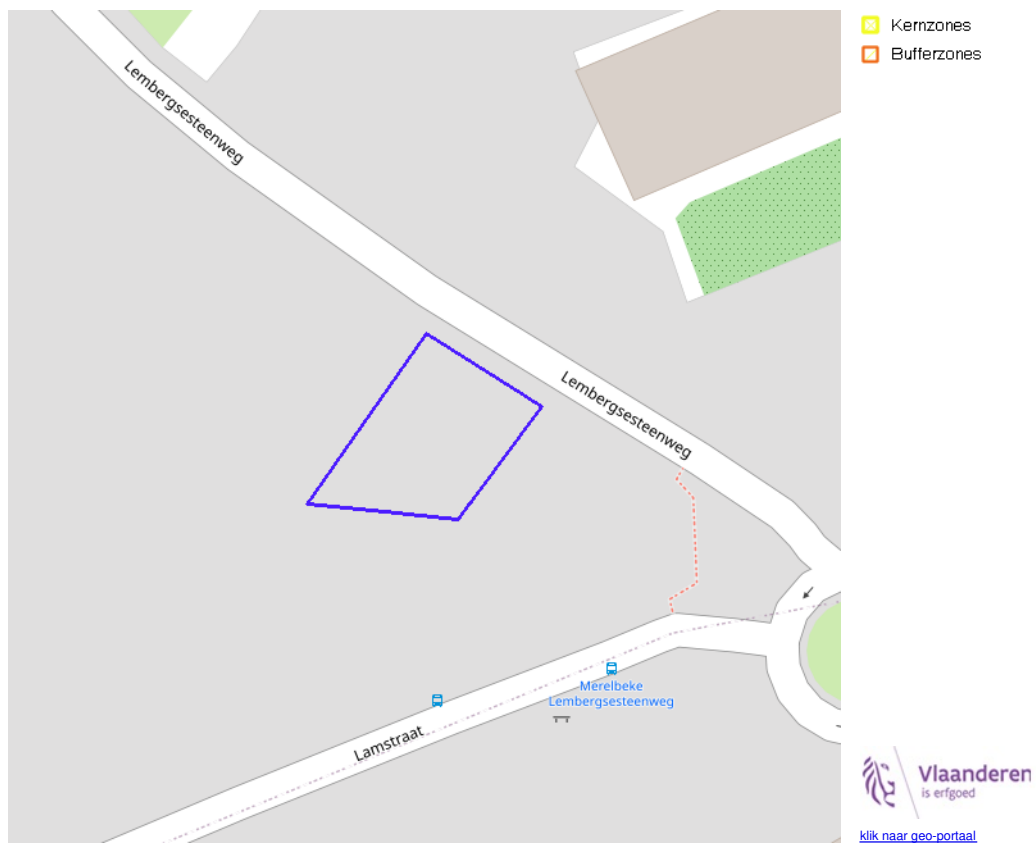 Kernzones
Bufferzones
Lembergsesteenweg
Lembergsesteenweg
Merelbeke
Lembergsesteenweg
Lamstraat
Vlaanderen
is erfgoed
klik naar geo-portaal